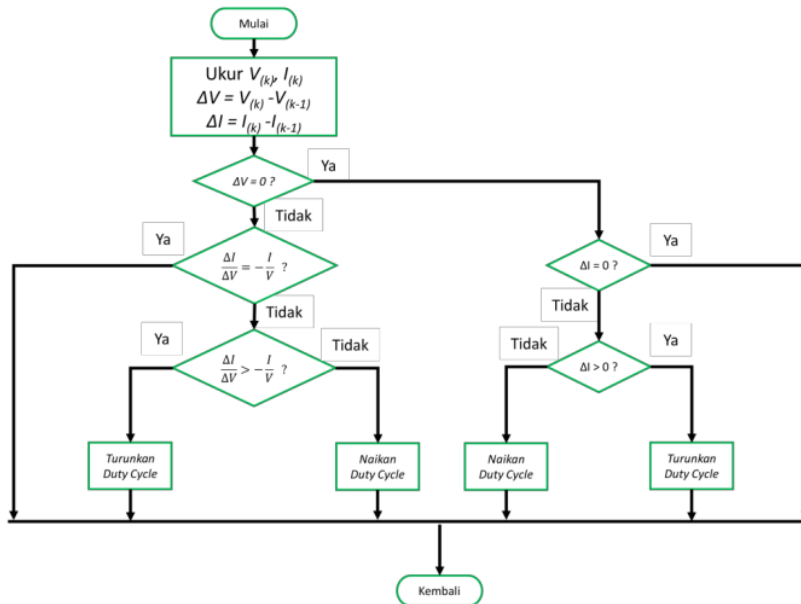 Mulai
Ukur V(k), I(k)
ΔV = V(k) -V(k-1)
ΔI = I(k) -I(k-1)
Ya
ΔV = 0 ?
Tidak
Ya
ΔI/ΔV = − I/V ?
Ya
ΔI = 0 ?
Tidak
Tidak
Ya
Tidak
Tidak
Ya
ΔI/ΔV > − I/V ?
ΔI > 0 ?
Turunkan
Duty Cycle
Naikan
Duty Cycle
Naikan
Duty Cycle
Turunkan
Duty Cycle
Kembali